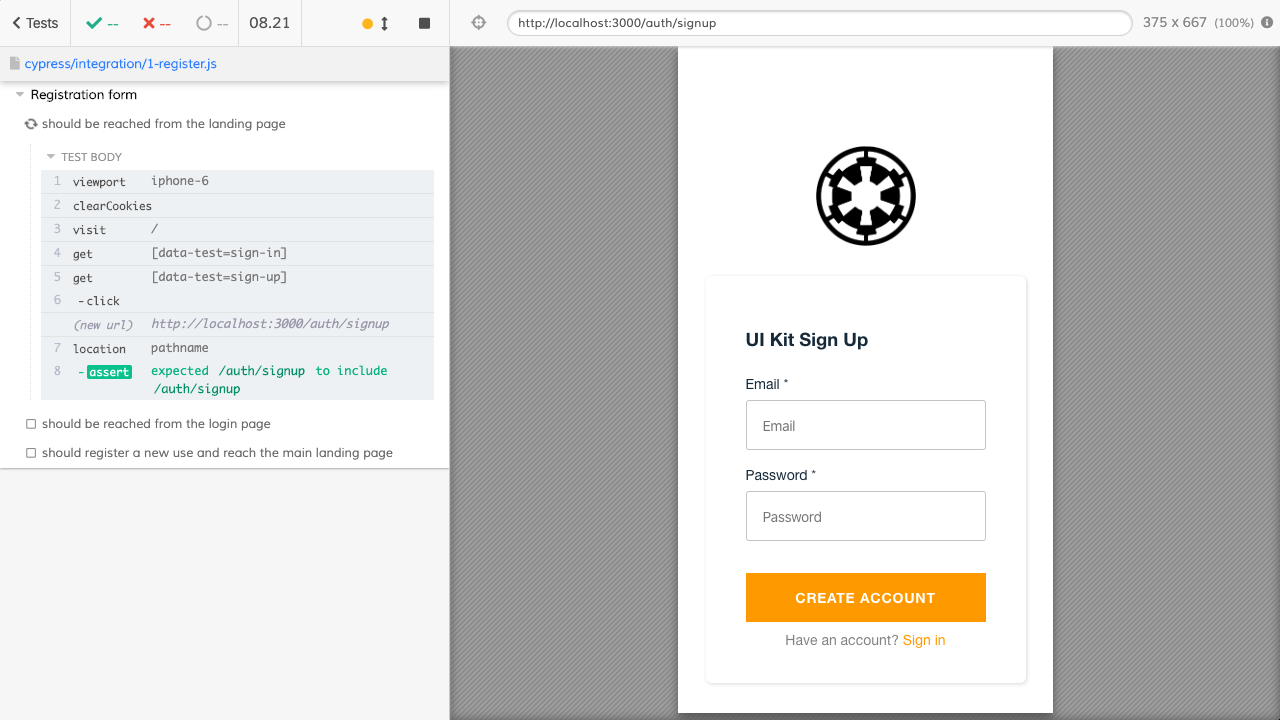 Tests
--
--
--
08.21
http://localhost:3000/auth/signup
375 x 667 (100%)
cypress/integration/1-register.js
Registration form
should be reached from the landing page
TEST BODY
1 viewport iphone-6
2 clearCookies
3 visit /
4 get [data-test=sign-in]
5 get [data-test=sign-up]
6 -click
(new url) http://localhost:3000/auth/signup
7 location pathname
8 -assert expected /auth/signup to include
/auth/signup
should be reached from the login page
should register a new use and reach the main landing page
UI Kit Sign Up
Email *
Email
Password *
Password
CREATE ACCOUNT
Have an account? Sign in